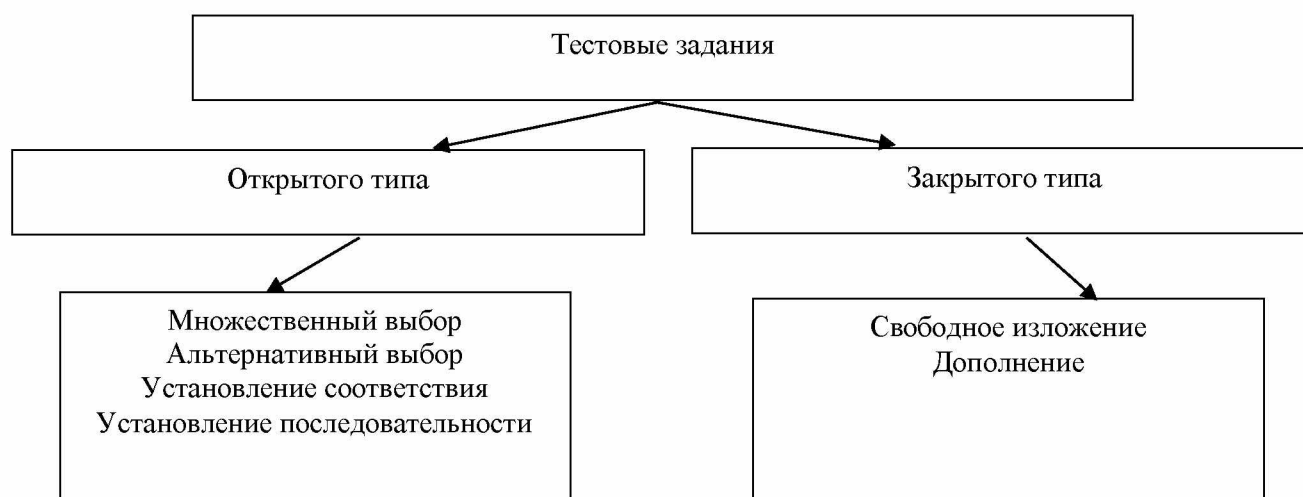 Тестовые задания
Открытого типа
Закрытого типа
Множественный выбор
Альтернативный выбор
Установление соответствия
Установление последовательности
Свободное изложение
Дополнение